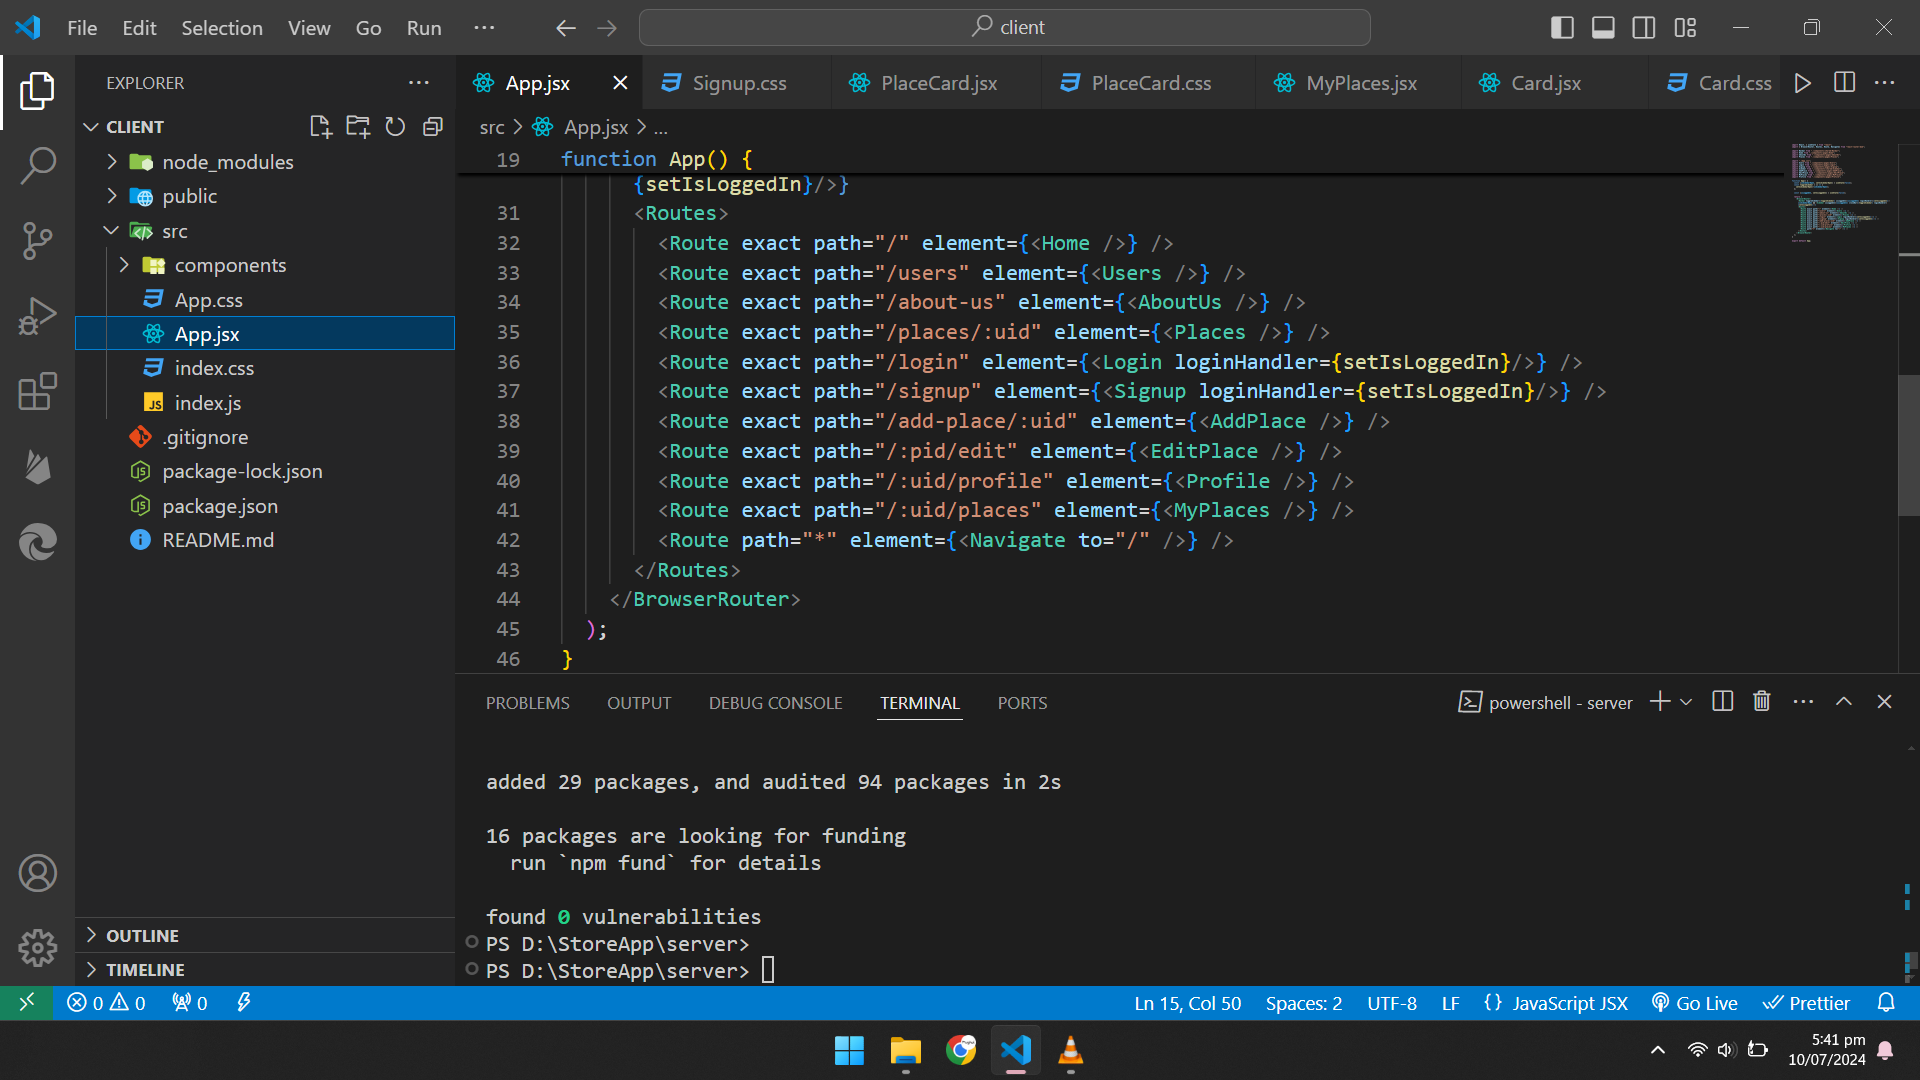 File Edit Selection View Go Run ···
client
EXPLORER ···
App.jsx Signup.css PlaceCard.jsx PlaceCard.css MyPlaces.jsx Card.jsx Card.css
CLIENT
node_modules
public
src
components
App.css
App.jsx
index.css
index.js
.gitignore
package-lock.json
package.json
README.md
OUTLINE
TIMELINE
src > App.jsx > ...
19 function App() {
{setIsLoggedIn}/>}
31 <Routes>
32 <Route exact path="/" element={<Home />} />
33 <Route exact path="/users" element={<Users />} />
34 <Route exact path="/about-us" element={<AboutUs />} />
35 <Route exact path="/places/:uid" element={<Places />} />
36 <Route exact path="/login" element={<Login loginHandler={setIsLoggedIn}/>} />
37 <Route exact path="/signup" element={<Signup loginHandler={setIsLoggedIn}/>} />
38 <Route exact path="/add-place/:uid" element={<AddPlace />} />
39 <Route exact path="/:pid/edit" element={<EditPlace />} />
40 <Route exact path="/:uid/profile" element={<Profile />} />
41 <Route exact path="/:uid/places" element={<MyPlaces />} />
42 <Route path="*" element={<Navigate to="/" />} />
43 </Routes>
44 </BrowserRouter>
45 );
46 }
PROBLEMS OUTPUT DEBUG CONSOLE TERMINAL PORTS
powershell - server
added 29 packages, and audited 94 packages in 2s
16 packages are looking for funding
run `npm fund` for details
found 0 vulnerabilities
PS D:\StoreApp\server>
PS D:\StoreApp\server>
0 0 0
Ln 15, Col 50 Spaces: 2 UTF-8 LF {} JavaScript JSX Go Live Prettier
5:41 pm
10/07/2024